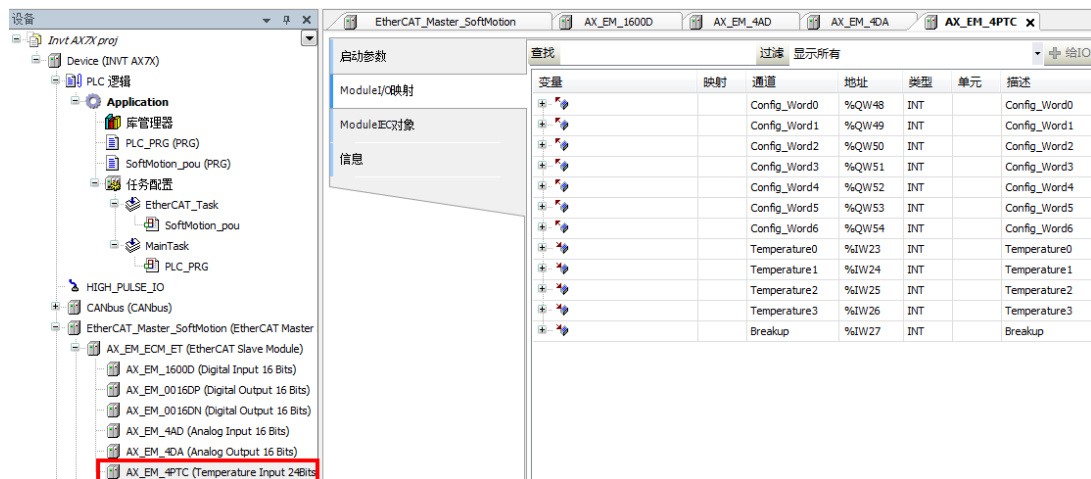 设备
Invt AX7X proj
Device (INVT AX7X)
PLC 逻辑
Application
库管理器
PLC_PRG (PRG)
SoftMotion_pou (PRG)
任务配置
EtherCAT_Task
SoftMotion_pou
MainTask
PLC_PRG
HIGH_PULSE_IO
CANbus (CANbus)
EtherCAT_Master_SoftMotion (EtherCAT Master
AX_EM_ECM_ET (EtherCAT Slave Module)
AX_EM_1600D (Digital Input 16 Bits)
AX_EM_0016DP (Digital Output 16 Bits)
AX_EM_0016DN (Digital Output 16 Bits)
AX_EM_4AD (Analog Input 16 Bits)
AX_EM_4DA (Analog Output 16 Bits)
AX_EM_4PTC (Temperature Input 24Bits
EtherCAT_Master_SoftMotion AX_EM_1600D AX_EM_4AD AX_EM_4DA AX_EM_4PTC
启动参数
ModuleI/O映射
ModuleIEC对象
信息
查找 过滤 显示所有 给IO
变量 映射 通道 地址 类型 单元 描述
Config_Word0 %QW48 INT Config_Word0
Config_Word1 %QW49 INT Config_Word1
Config_Word2 %QW50 INT Config_Word2
Config_Word3 %QW51 INT Config_Word3
Config_Word4 %QW52 INT Config_Word4
Config_Word5 %QW53 INT Config_Word5
Config_Word6 %QW54 INT Config_Word6
Temperature0 %IW23 INT Temperature0
Temperature1 %IW24 INT Temperature1
Temperature2 %IW25 INT Temperature2
Temperature3 %IW26 INT Temperature3
Breakup %IW27 INT Breakup